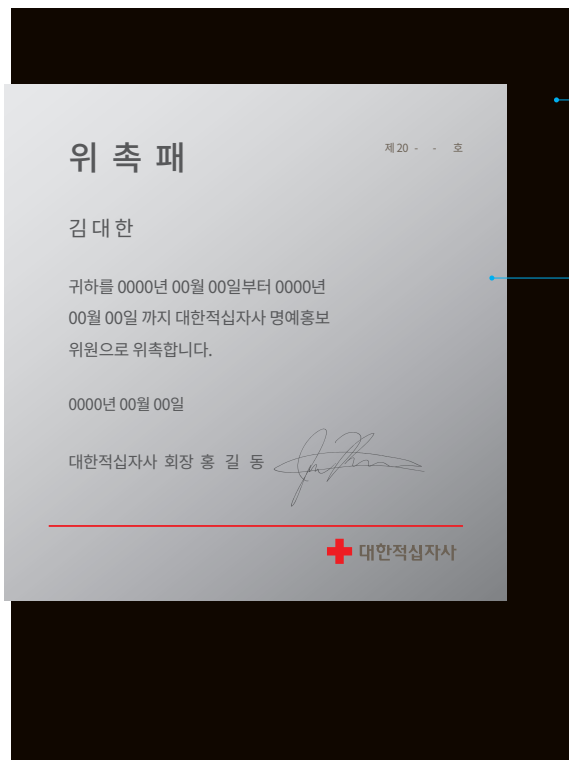 위 촉 패
제 20 - - 호
김 대 한
귀하를 0000년 00월 00일부터 0000년
00월 00일 까지 대한적십자사 명예홍보
위원으로 위촉합니다.
0000년 00월 00일
대한적십자사 회장 홍 길 동
대한적십자사